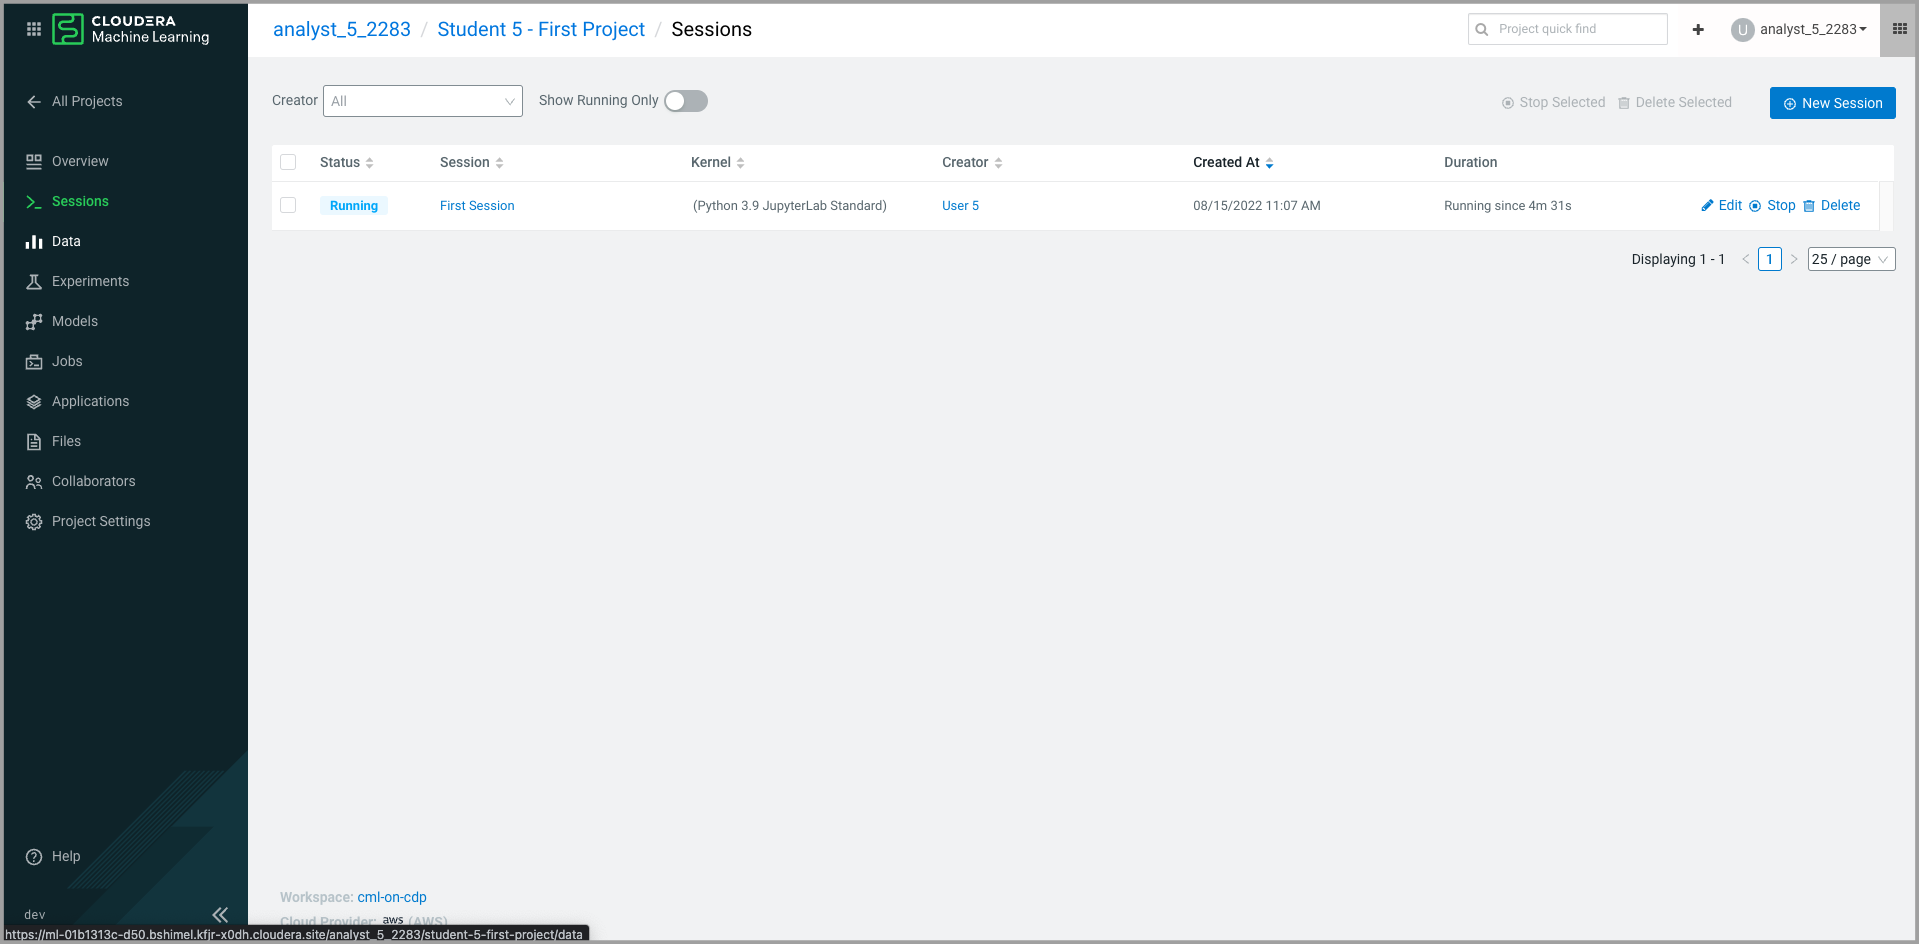 CLOUDERA
Machine Learning
analyst_5_2283 / Student 5 - First Project / Sessions
Project quick find
U analyst_5_2283
All Projects
Overview
Sessions
Data
Experiments
Models
Jobs
Applications
Files
Collaborators
Project Settings
Help
dev
Creator All Show Running Only Stop Selected Delete Selected New Session
Status Session Kernel Creator Created At Duration
Running First Session (Python 3.9 JupyterLab Standard) User 5 08/15/2022 11:07 AM Running since 4m 31s Edit Stop Delete
Displaying 1 - 1 < 1 > 25 / page
Workspace: cml-on-cdp
Cloud Provider: aws (AWS)
https://ml-01b1313c-d50.bshimel.kfjr-x0dh.cloudera.site/analyst_5_2283/student-5-first-project/data